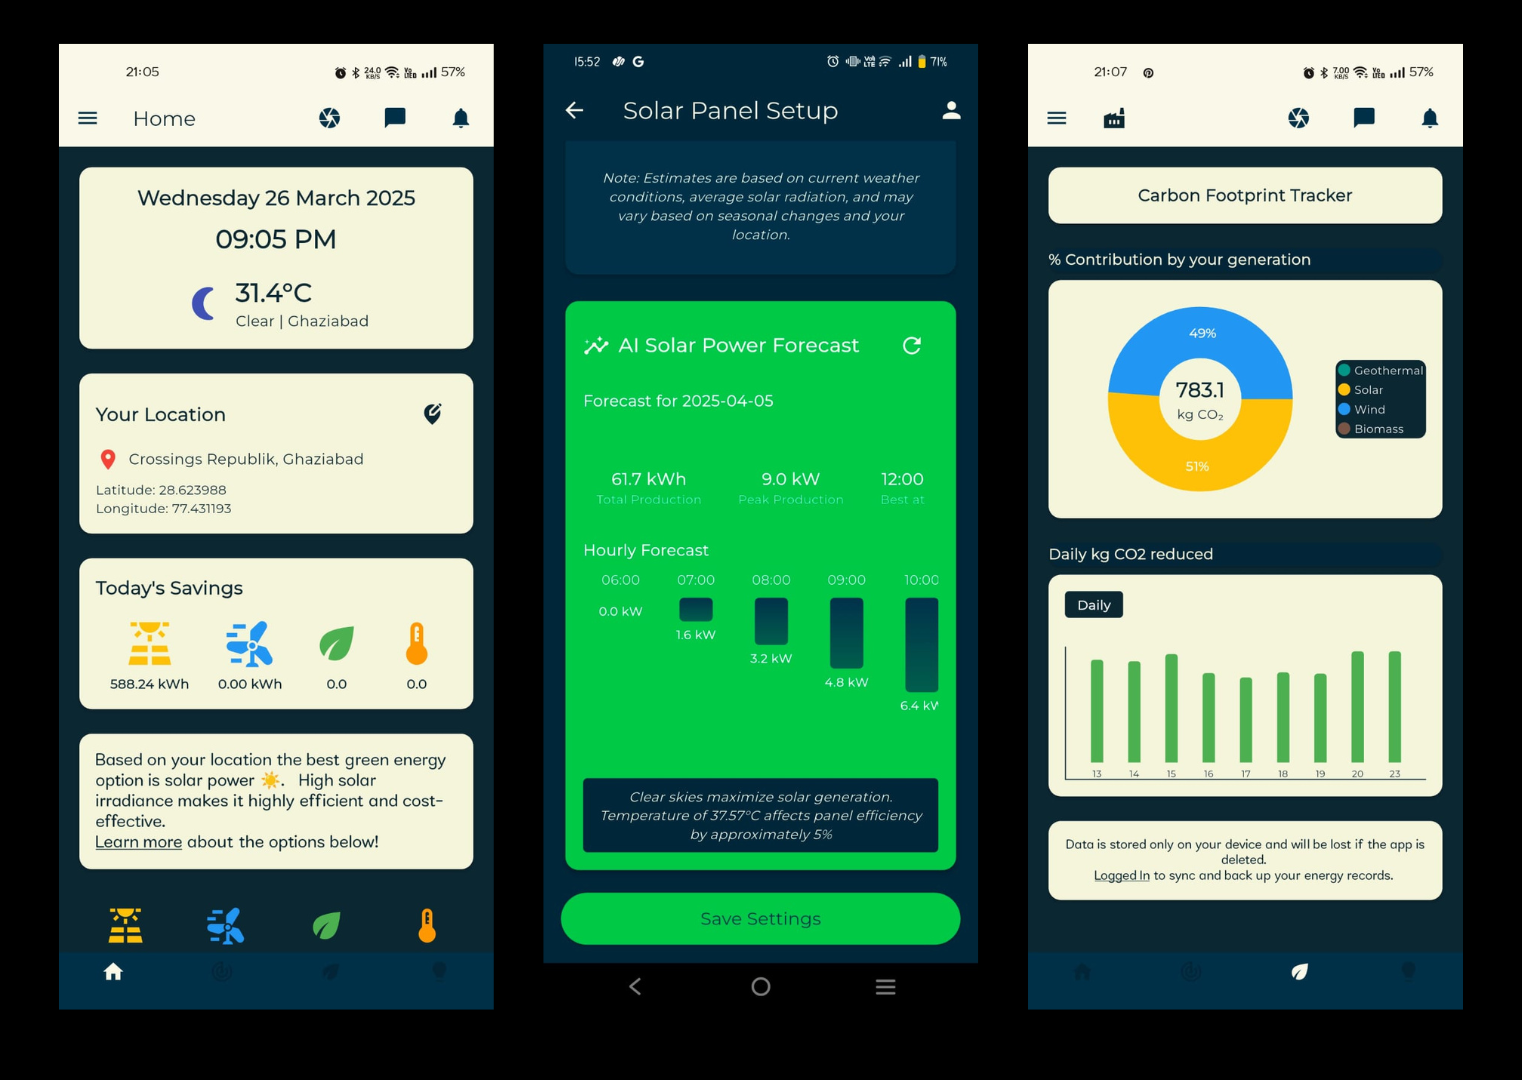 21:05
24.0
KB/S
57%
Home
Wednesday 26 March 2025
09:05 PM
31.4°C
Clear | Ghaziabad
Your Location
Crossings Republik, Ghaziabad
Latitude: 28.623988
Longitude: 77.431193
Today's Savings
588.24 kWh
0.00 kWh
0.0
0.0
Based on your location the best green energy
option is solar power ☀️. High solar
irradiance makes it highly efficient and cost-
effective.
Learn more about the options below!
15:52
G
71%
Solar Panel Setup
Note: Estimates are based on current weather
conditions, average solar radiation, and may
vary based on seasonal changes and your
location.
AI Solar Power Forecast
Forecast for 2025-04-05
61.7 kWh 9.0 kW 12:00
Total Production Peak Production Best at
Hourly Forecast
06:00 07:00 08:00 09:00 10:00
0.0 kW
1.6 kW
3.2 kW
4.8 kW
6.4 kW
Clear skies maximize solar generation.
Temperature of 37.57°C affects panel efficiency
by approximately 5%
Save Settings
21:07
7.00
KB/S
57%
Carbon Footprint Tracker
% Contribution by your generation
49%
783.1
kg CO₂
51%
Geothermal
Solar
Wind
Biomass
Daily kg CO2 reduced
Daily
13 14 15 16 17 18 19 20 23
Data is stored only on your device and will be lost if the app is
deleted.
Logged In to sync and back up your energy records.